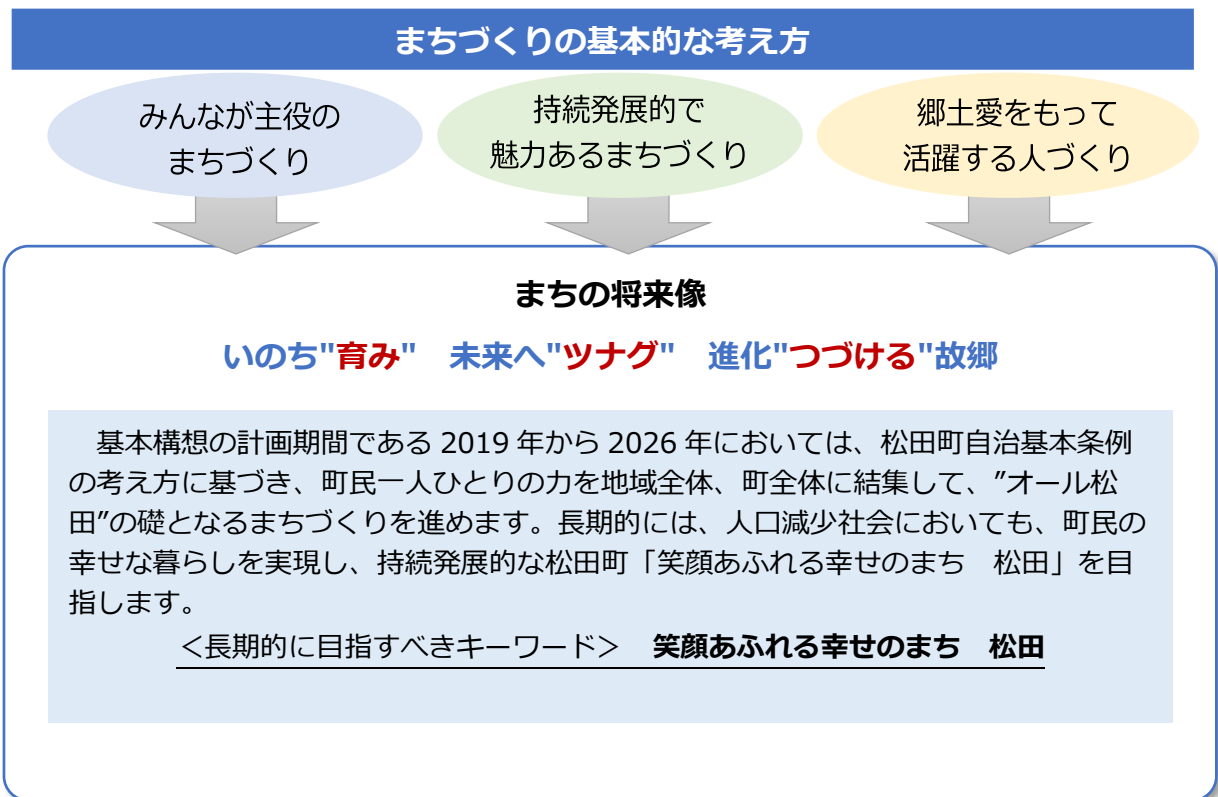 まちづくりの基本的な考え方
みんなが主役の
まちづくり
持続発展的で
魅力あるまちづくり
郷土愛をもって
活躍する人づくり
まちの将来像
いのち"育み"　未来へ"ツナグ"　進化"つづける"故郷
　基本構想の計画期間である 2019 年から 2026 年においては、松田町自治基本条例
の考え方に基づき、町民一人ひとりの力を地域全体、町全体に結集して、”オール松
田”の礎となるまちづくりを進めます。長期的には、人口減少社会においても、町民の
幸せな暮らしを実現し、持続発展的な松田町「笑顔あふれる幸せのまち　松田」を目
指します。
＜長期的に目指すべきキーワード＞　笑顔あふれる幸せのまち　松田